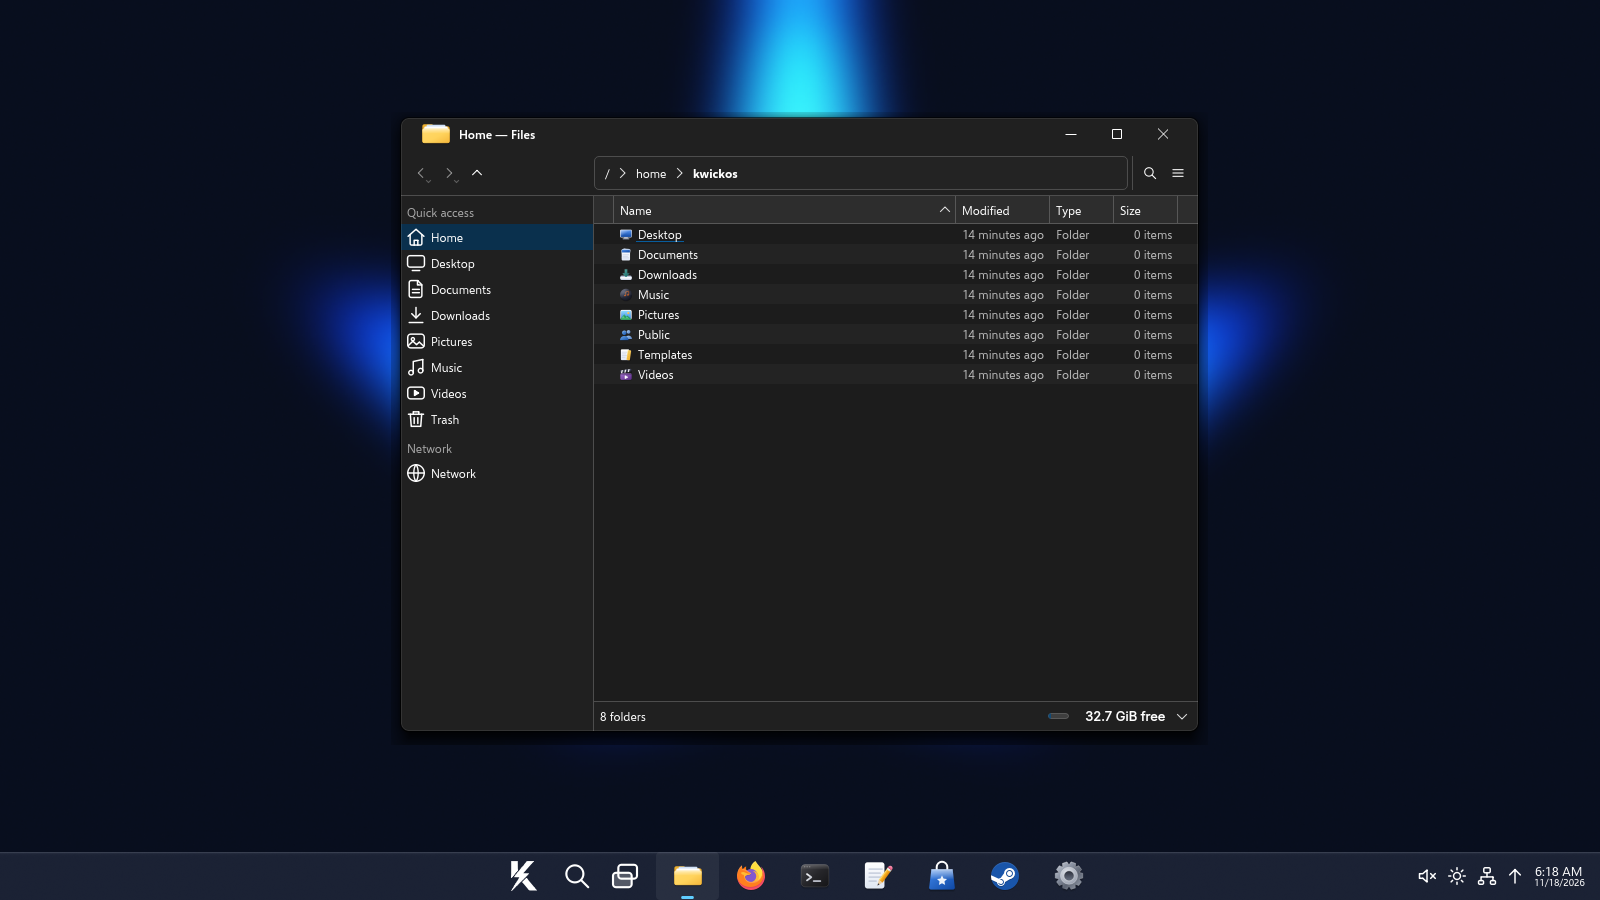 Home — Files
/ home kwickos
Quick access
Home
Desktop
Documents
Downloads
Pictures
Music
Videos
Trash
Network
Network
Name Modified Type Size
Desktop 14 minutes ago Folder 0 items
Documents 14 minutes ago Folder 0 items
Downloads 14 minutes ago Folder 0 items
Music 14 minutes ago Folder 0 items
Pictures 14 minutes ago Folder 0 items
Public 14 minutes ago Folder 0 items
Templates 14 minutes ago Folder 0 items
Videos 14 minutes ago Folder 0 items
8 folders 32.7 GiB free
6:18 AM
11/18/2026